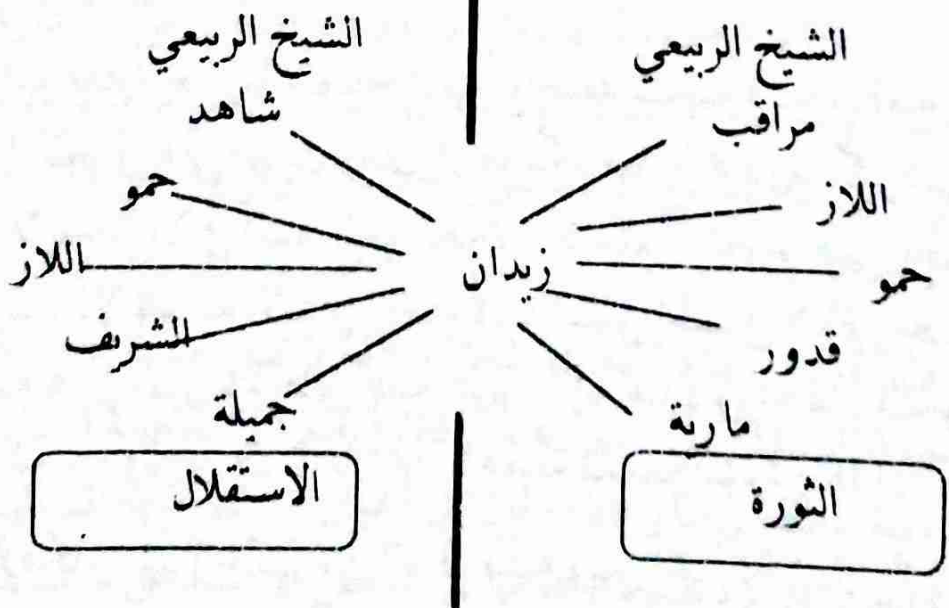 الشيخ الربيعي
مراقب
اللاز
حمو
قدور
مارية
الثورة
زيدان
الشيخ الربيعي
شاهد
حمو
اللاز
الشريف
جميلة
الاستقلال